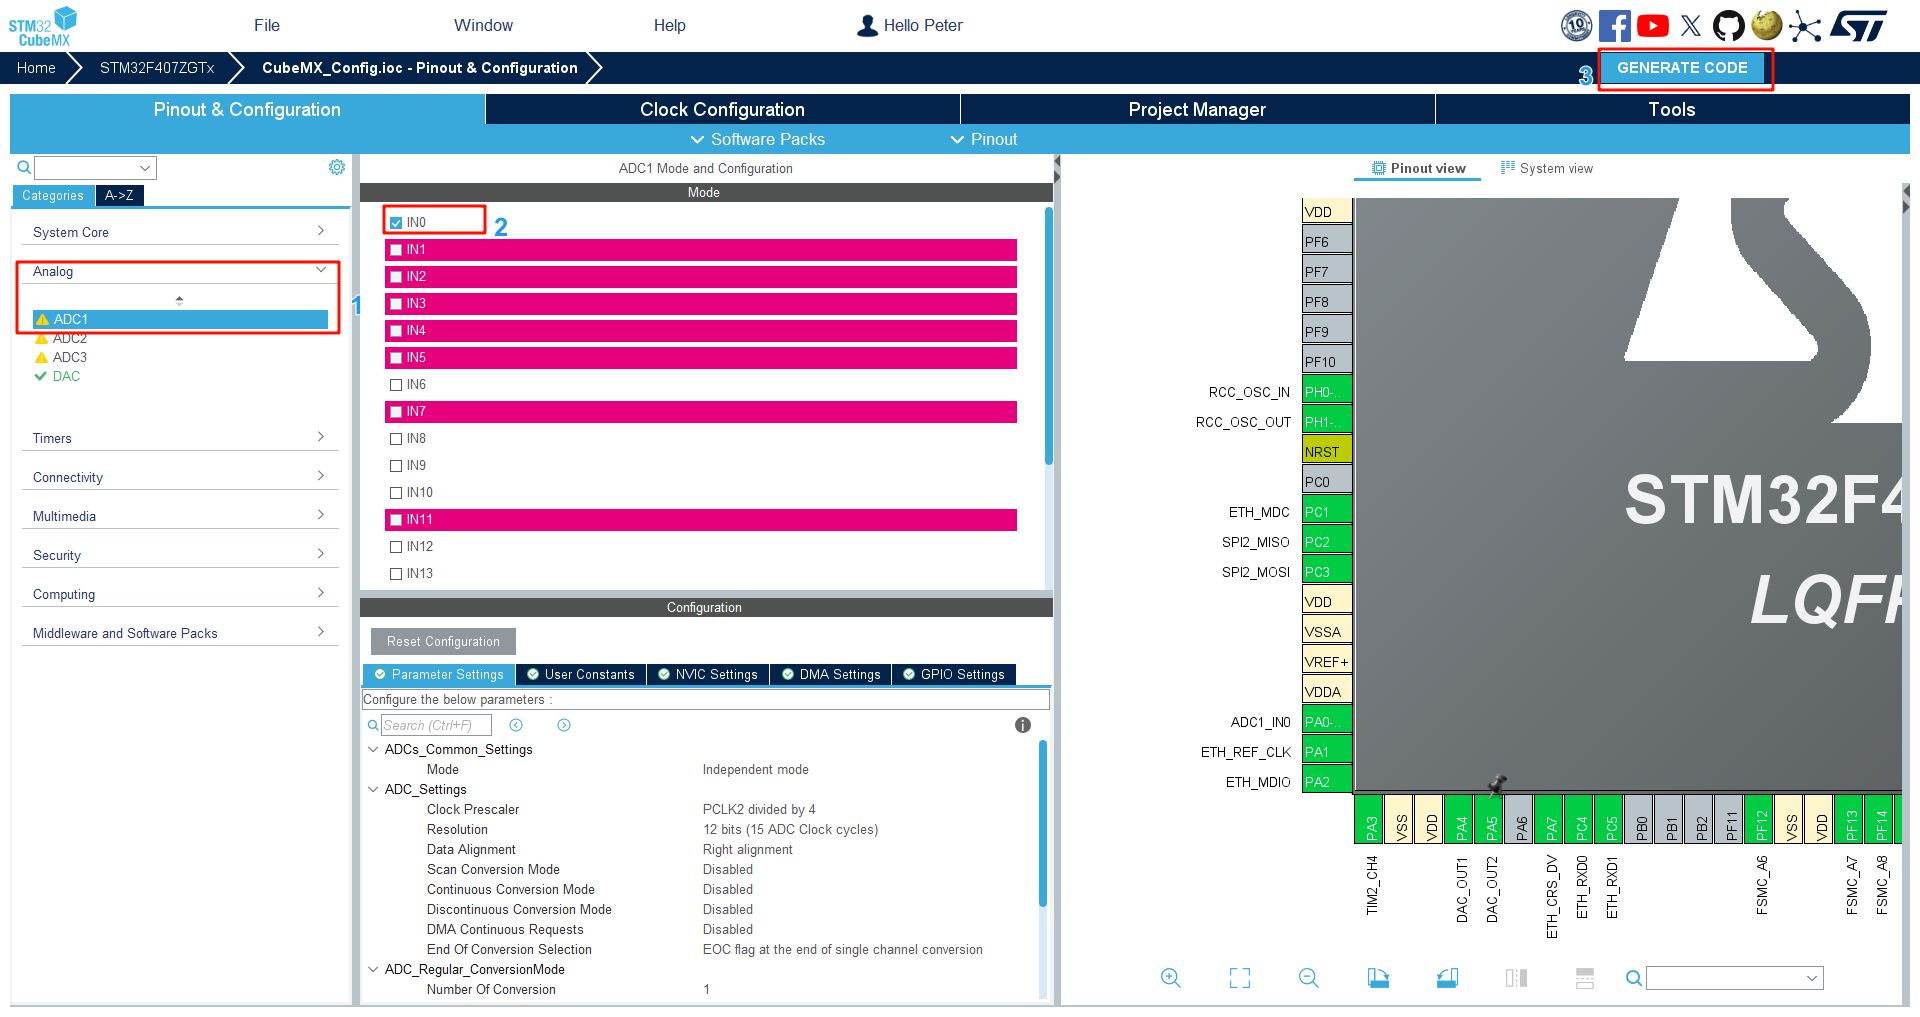 STM32
CubeMX
File
Window
Help
Hello Peter
10
Home
STM32F407ZGTx
CubeMX_Config.ioc - Pinout & Configuration
3
GENERATE CODE
Pinout & Configuration
Clock Configuration
Project Manager
Tools
Software Packs
Pinout
Categories
A->Z
System Core
Analog
1
ADC1
ADC2
ADC3
DAC
Timers
Connectivity
Multimedia
Security
Computing
Middleware and Software Packs
ADC1 Mode and Configuration
Mode
IN0
2
IN1
IN2
IN3
IN4
IN5
IN6
IN7
IN8
IN9
IN10
IN11
IN12
IN13
Configuration
Reset Configuration
Parameter Settings
User Constants
NVIC Settings
DMA Settings
GPIO Settings
Configure the below parameters :
Search (Ctrl+F)
ADCs_Common_Settings
Mode Independent mode
ADC_Settings
Clock Prescaler PCLK2 divided by 4
Resolution 12 bits (15 ADC Clock cycles)
Data Alignment Right alignment
Scan Conversion Mode Disabled
Continuous Conversion Mode Disabled
Discontinuous Conversion Mode Disabled
DMA Continuous Requests Disabled
End Of Conversion Selection EOC flag at the end of single channel conversion
ADC_Regular_ConversionMode
Number Of Conversion 1
Pinout view
System view
VDD
PF6
PF7
PF8
PF9
PF10
RCC_OSC_IN PH0-..
RCC_OSC_OUT PH1-..
NRST
PC0
ETH_MDC PC1
SPI2_MISO PC2
SPI2_MOSI PC3
VDD
VSSA
VREF+
VDDA
ADC1_IN0 PA0-..
ETH_REF_CLK PA1
ETH_MDIO PA2
STM32F4
LQFP
PA3
VSS
VDD
PA4
PA5
PA6
PA7
PC4
PC5
PB0
PB1
PB2
PF11
PF12
VSS
VDD
PF13
PF14
TIM2_CH4
DAC_OUT1
DAC_OUT2
ETH_CRS_DV
ETH_RXD0
ETH_RXD1
FSMC_A6
FSMC_A7
FSMC_A8